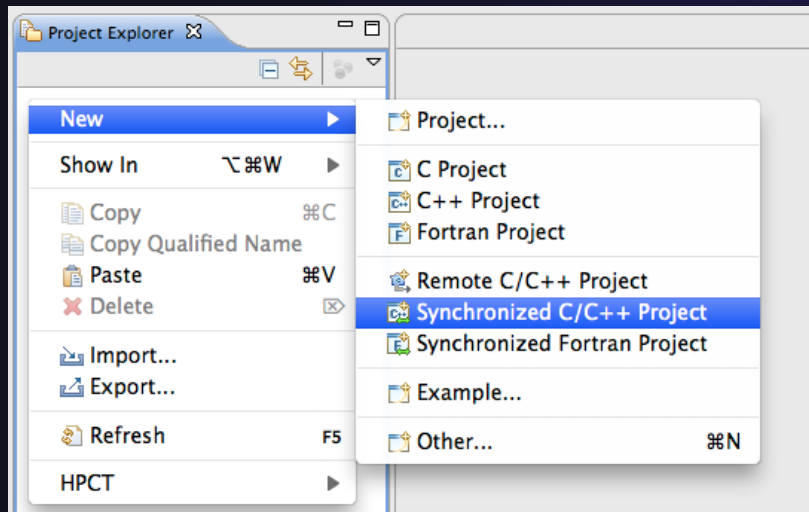 Project Explorer
New
Show In ⌥⌘W
Copy ⌘C
Copy Qualified Name
Paste ⌘V
Delete ⌦
Import...
Export...
Refresh F5
HPCT
Project...
C Project
C++ Project
Fortran Project
Remote C/C++ Project
Synchronized C/C++ Project
Synchronized Fortran Project
Example...
Other... ⌘N